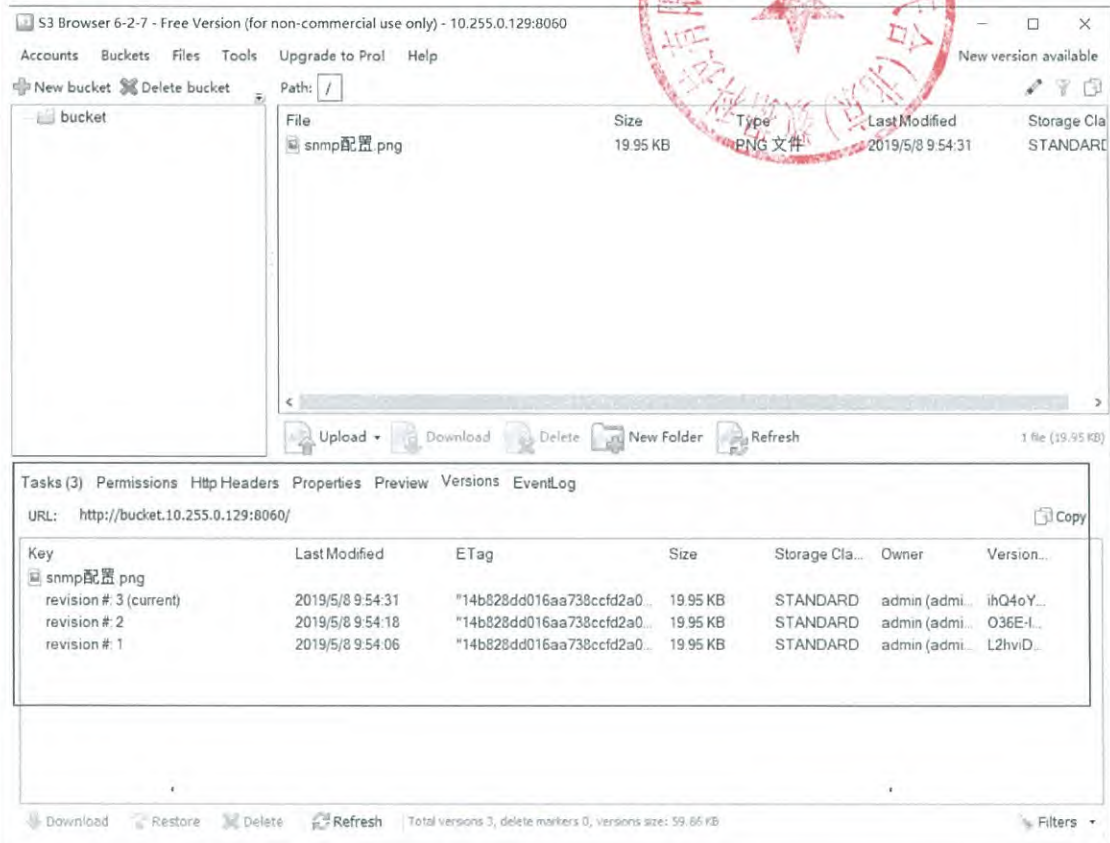 S3 Browser 6-2-7 - Free Version (for non-commercial use only) - 10.255.0.129:8060
Accounts Buckets Files Tools Upgrade to Pro! Help New version available
New bucket Delete bucket Path: /
bucket
File Size Type Last Modified Storage Cla
snmp配置.png 19.95 KB PNG 文件 2019/5/8 9:54:31 STANDARD
Upload Download Delete New Folder Refresh 1 file (19.95 KB)
Tasks (3) Permissions Http Headers Properties Preview Versions EventLog
URL: http://bucket.10.255.0.129:8060/ Copy
Key Last Modified ETag Size Storage Cla... Owner Version...
snmp配置.png
revision #: 3 (current) 2019/5/8 9:54:31 "14b828dd016aa738ccfd2a0... 19.95 KB STANDARD admin (admi... ihQ4oY...
revision #: 2 2019/5/8 9:54:18 "14b828dd016aa738ccfd2a0... 19.95 KB STANDARD admin (admi... O36E-I...
revision #: 1 2019/5/8 9:54:06 "14b828dd016aa738ccfd2a0... 19.95 KB STANDARD admin (admi... L2hviD...
Download Restore Delete Refresh Total versions 3, delete markers 0, versions size: 59.86 KB Filters